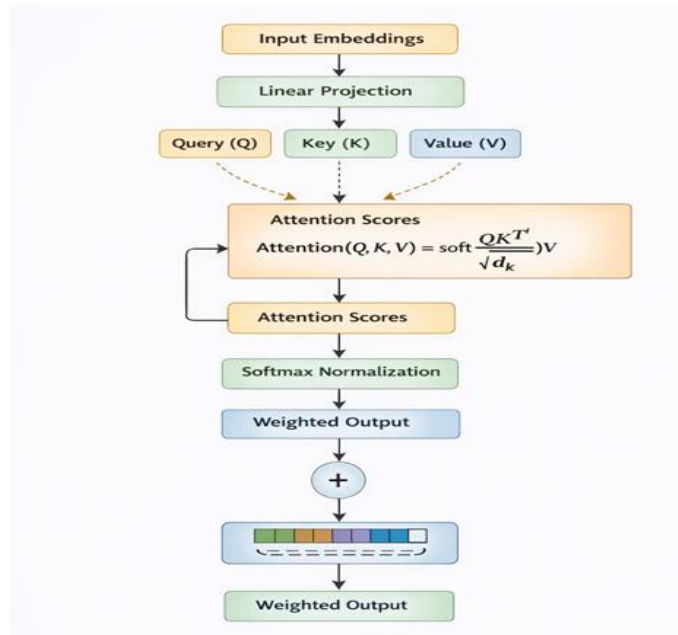 Input Embeddings
Linear Projection
Query (Q) Key (K) Value (V)
Attention Scores
Attention(Q, K, V) = soft QK^T' / √d_k )V
Attention Scores
Softmax Normalization
Weighted Output
+
Weighted Output